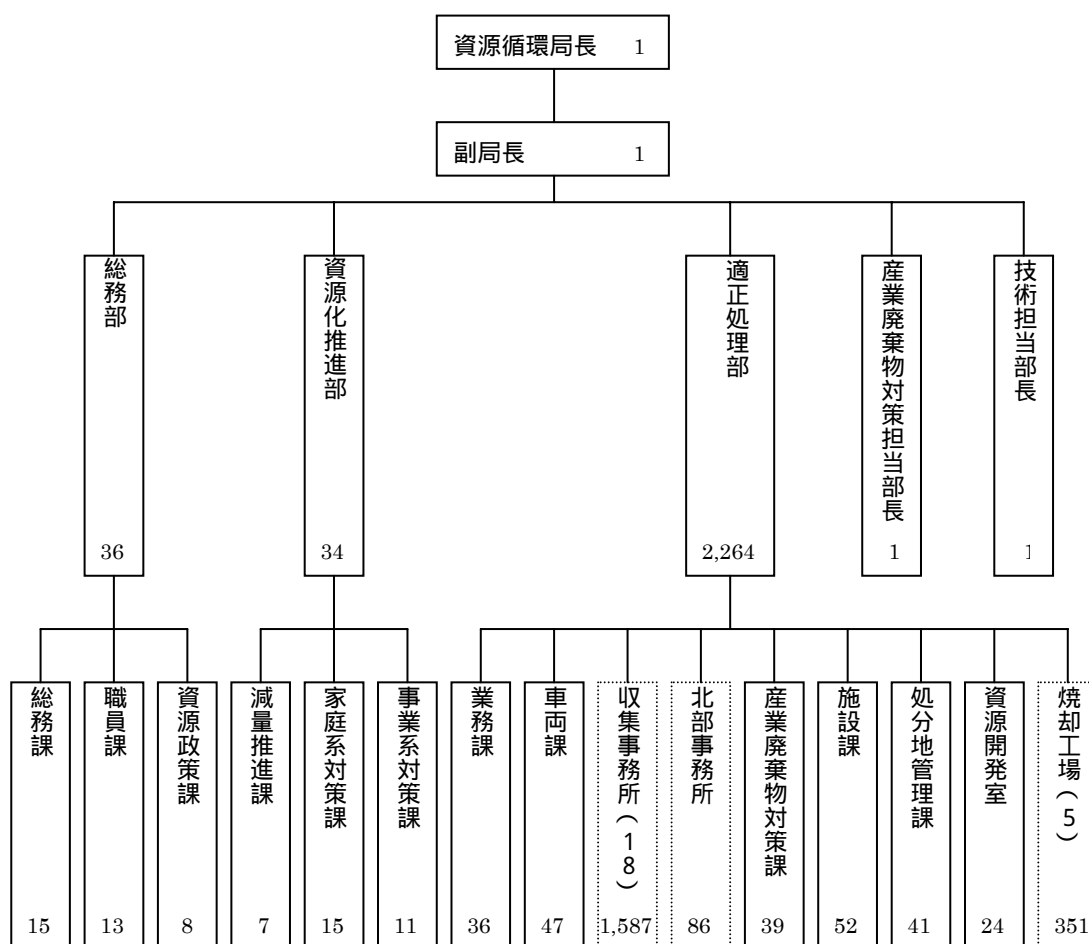 資源循環局長 1
副局長 1
総務部
36
資源化推進部
34
適正処理部
2,264
産業廃棄物対策担当部長
1
技術担当部長
1
総務課
15
職員課
13
資源政策課
8
減量推進課
7
家庭系対策課
15
事業系対策課
11
業務課
36
車両課
47
収集事務所(18)
1,587
北部事務所
86
産業廃棄物対策課
39
施設課
52
処分地管理課
41
資源開発室
24
焼却工場(5)
351